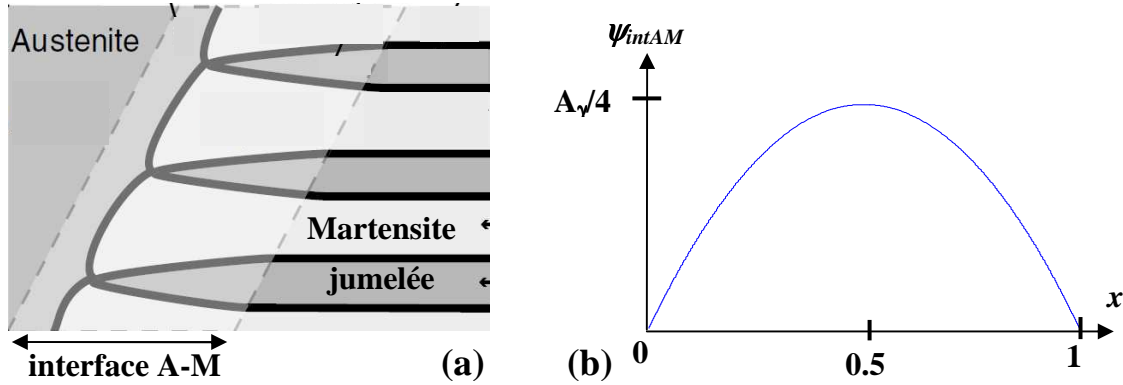 Austenite
Martensite
jumelée
interface A-M
(a)
(b)
ψintAM
Aγ/4
x
0
0.5
1